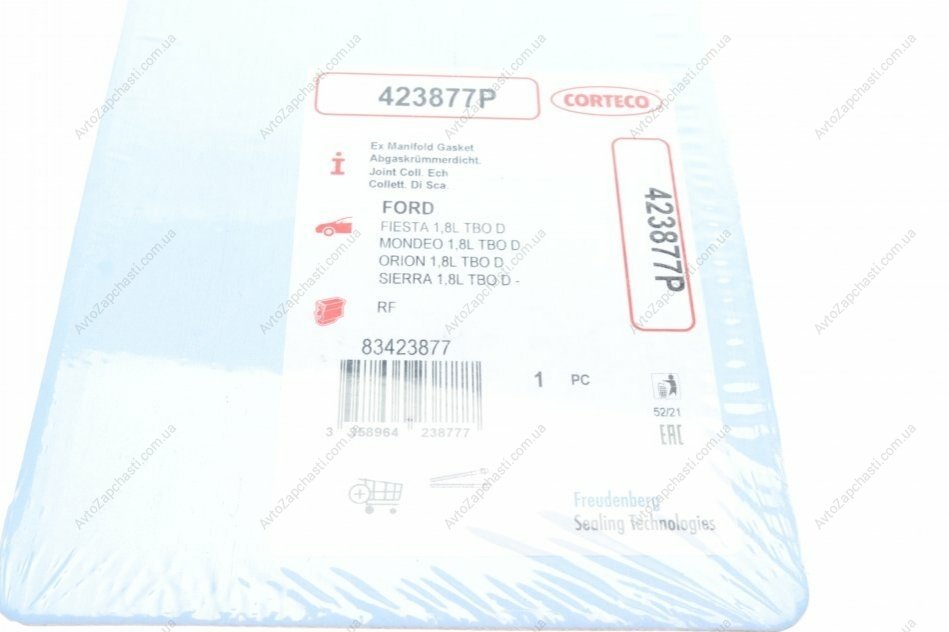 423877P
CORTECO
Ex Manifold Gasket
Abgaskrümmerdicht.
Joint Coll. Ech
Collett. Di Sca.
423877P
FORD
FIESTA 1,8L TBO D
MONDEO 1,8L TBO D
ORION 1,8L TBO D
SIERRA 1,8L TBO D -
RF
83423877
1 PC
52/21
EAC
3 358964 238777
Freudenberg
Sealing Technologies
AvtoZapchasti.com.ua